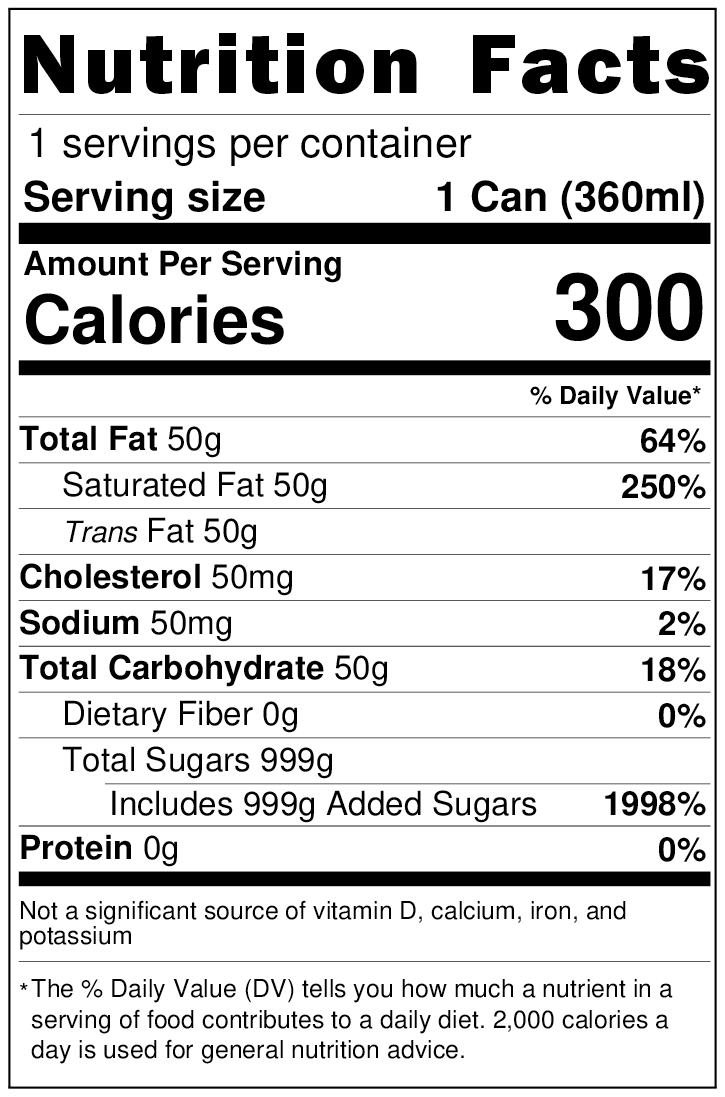 Nutrition Facts
1 servings per container
Serving size 1 Can (360ml)
Amount Per Serving
Calories 300
% Daily Value*
Total Fat 50g 64%
Saturated Fat 50g 250%
Trans Fat 50g
Cholesterol 50mg 17%
Sodium 50mg 2%
Total Carbohydrate 50g 18%
Dietary Fiber 0g 0%
Total Sugars 999g
Includes 999g Added Sugars 1998%
Protein 0g 0%
Not a significant source of vitamin D, calcium, iron, and
potassium
*The % Daily Value (DV) tells you how much a nutrient in a
serving of food contributes to a daily diet. 2,000 calories a
day is used for general nutrition advice.